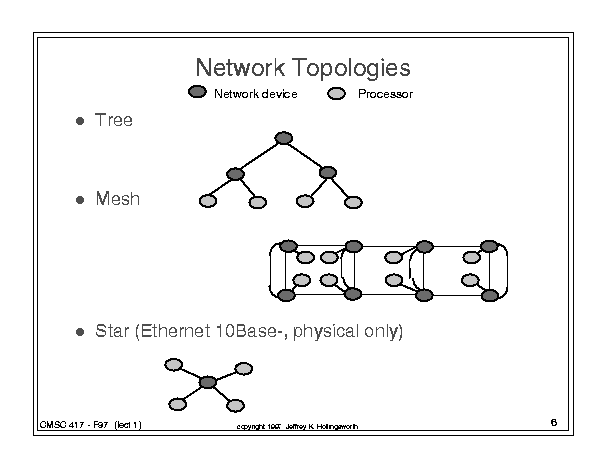 Network Topologies
Network device
Processor
● Tree
● Mesh
● Star (Ethernet 10Base-, physical only)
CMSC 417 - F97 (lect 1)
copyright 1997 Jeffrey K. Hollingsworth
6